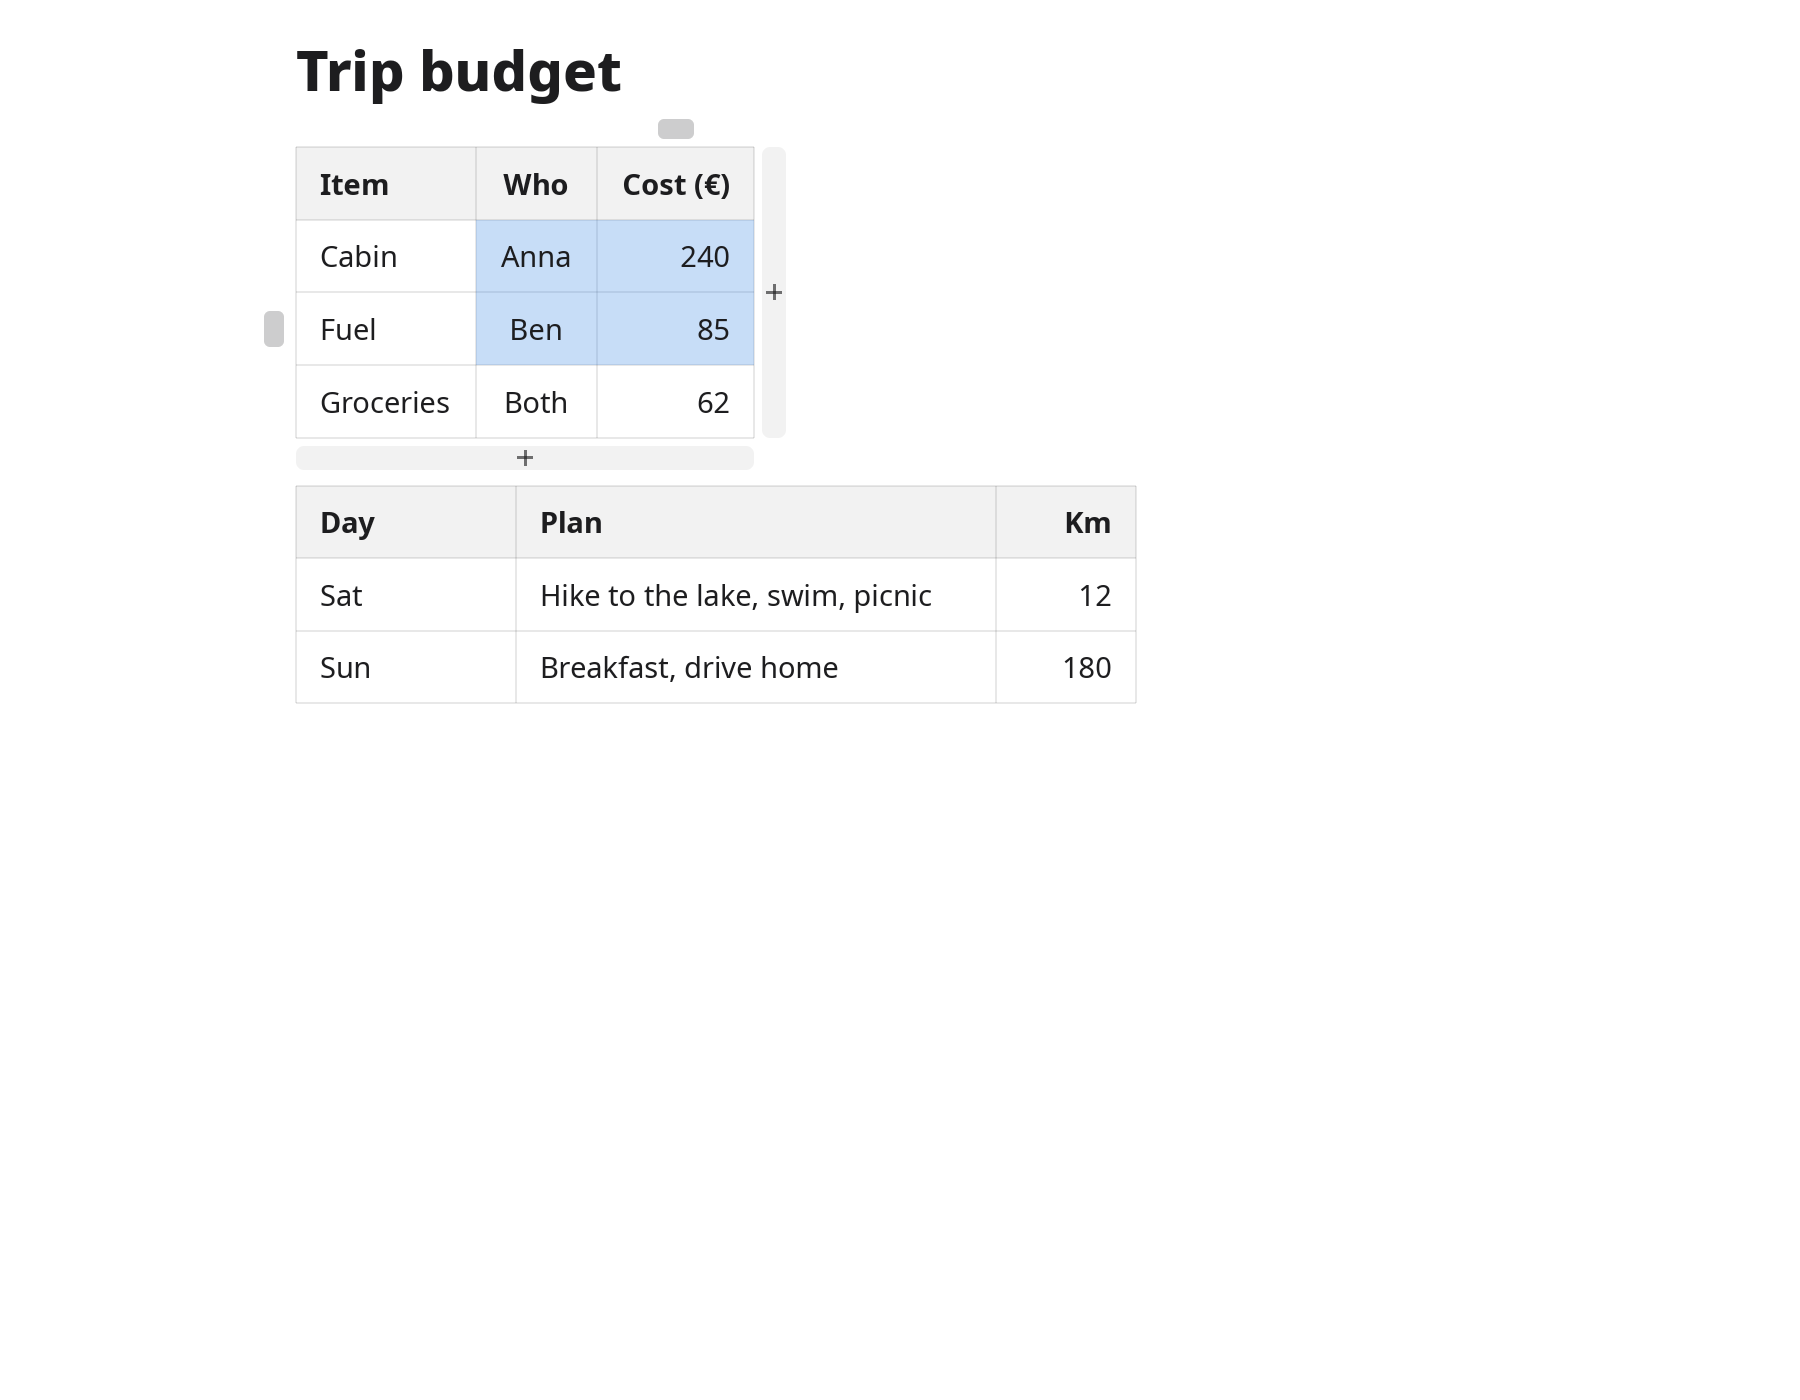 Trip budget
Item Who Cost (€)
Cabin Anna 240
Fuel Ben 85
Groceries Both 62
Day Plan Km
Sat Hike to the lake, swim, picnic 12
Sun Breakfast, drive home 180